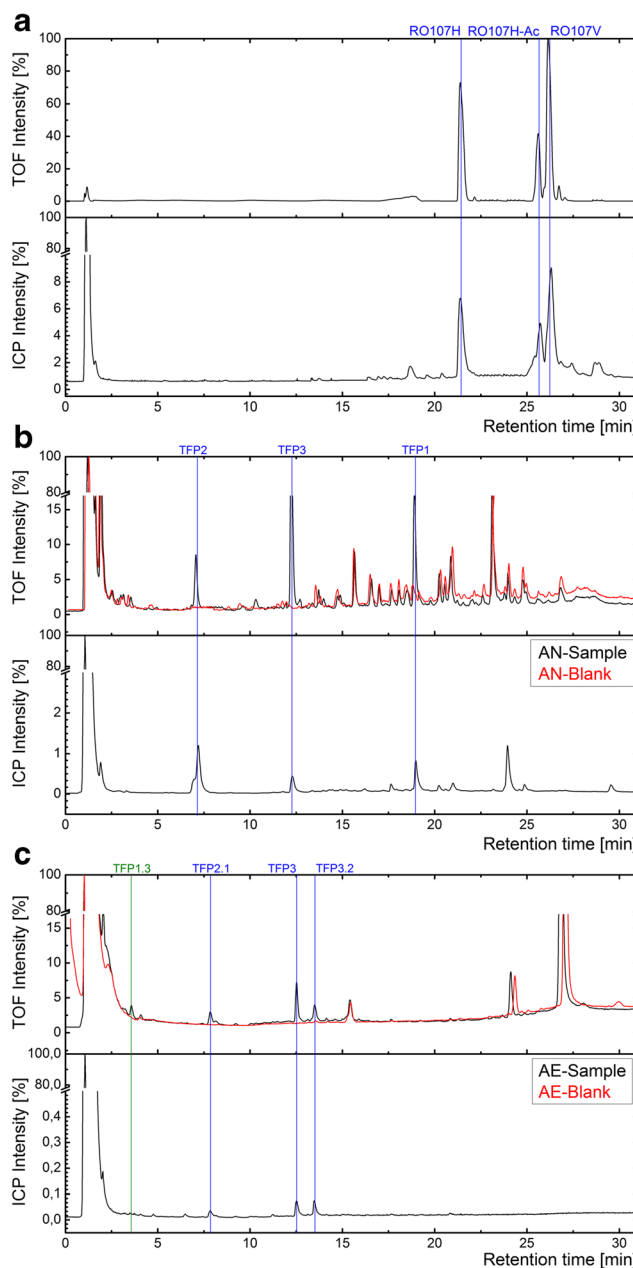 a
RO107H RO107H-Ac RO107V
100
80
60
40
20
0
TOF Intensity [%]
100
80
8
6
4
2
0
ICP Intensity [%]
0 5 10 15 20 25 30
Retention time [min]
b
TFP2 TFP3 TFP1
100
80
15
10
5
0
TOF Intensity [%]
100
80
2
1
0
ICP Intensity [%]
AN-Sample
AN-Blank
0 5 10 15 20 25 30
Retention time [min]
c
TFP1.3 TFP2.1 TFP3 TFP3.2
100
80
15
10
5
0
TOF Intensity [%]
100,0
80,0
0,4
0,3
0,2
0,1
0,0
ICP Intensity [%]
AE-Sample
AE-Blank
0 5 10 15 20 25 30
Retention time [min]